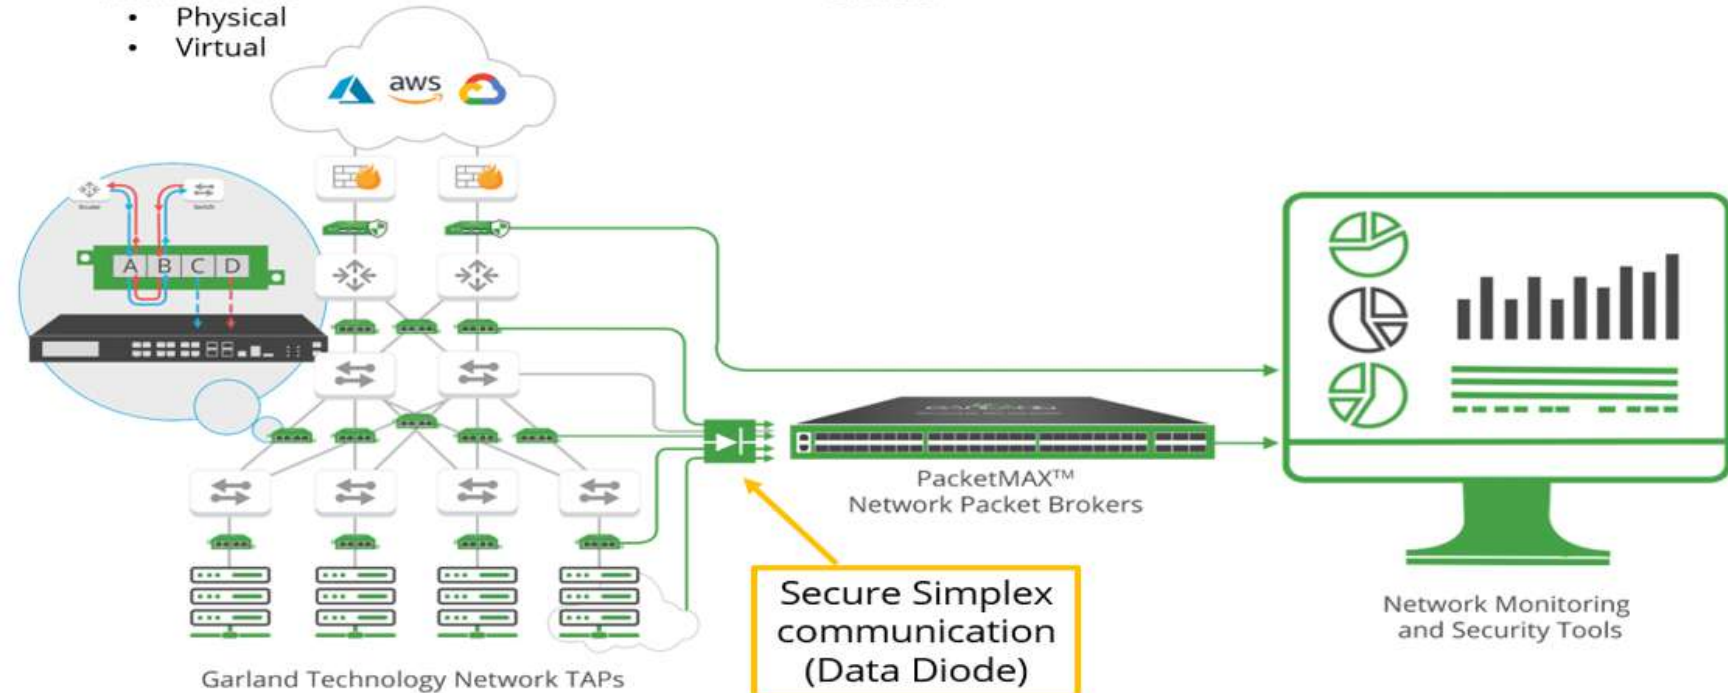 • Physical
• Virtual
aws
A B C D
PacketMAX™
Network Packet Brokers
Secure Simplex
communication
(Data Diode)
Network Monitoring
and Security Tools
Garland Technology Network TAPs